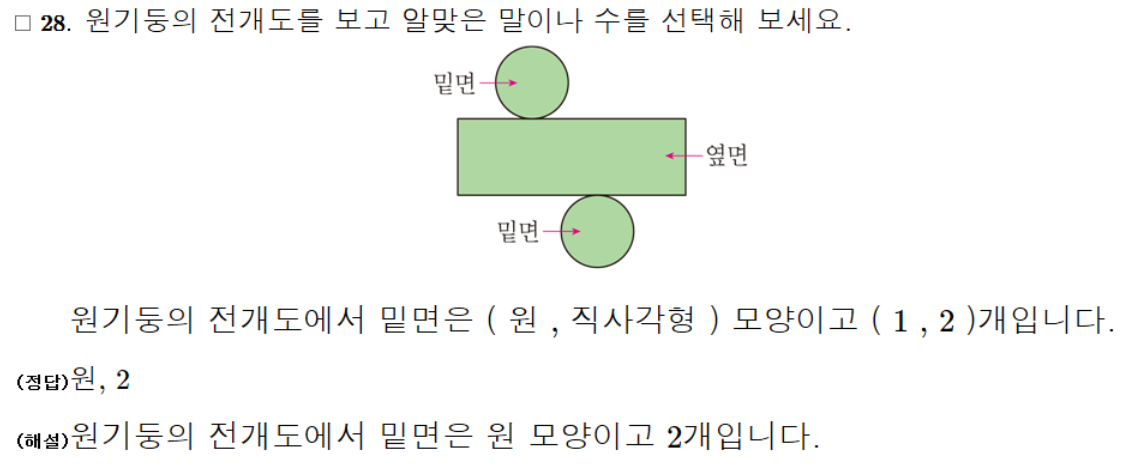 □ 28. 원기둥의 전개도를 보고 알맞은 말이나 수를 선택해 보세요.
밑면
옆면
밑면
원기둥의 전개도에서 밑면은 ( 원 , 직사각형 ) 모양이고 ( 1 , 2 )개입니다.
(정답)원, 2
(해설)원기둥의 전개도에서 밑면은 원 모양이고 2개입니다.